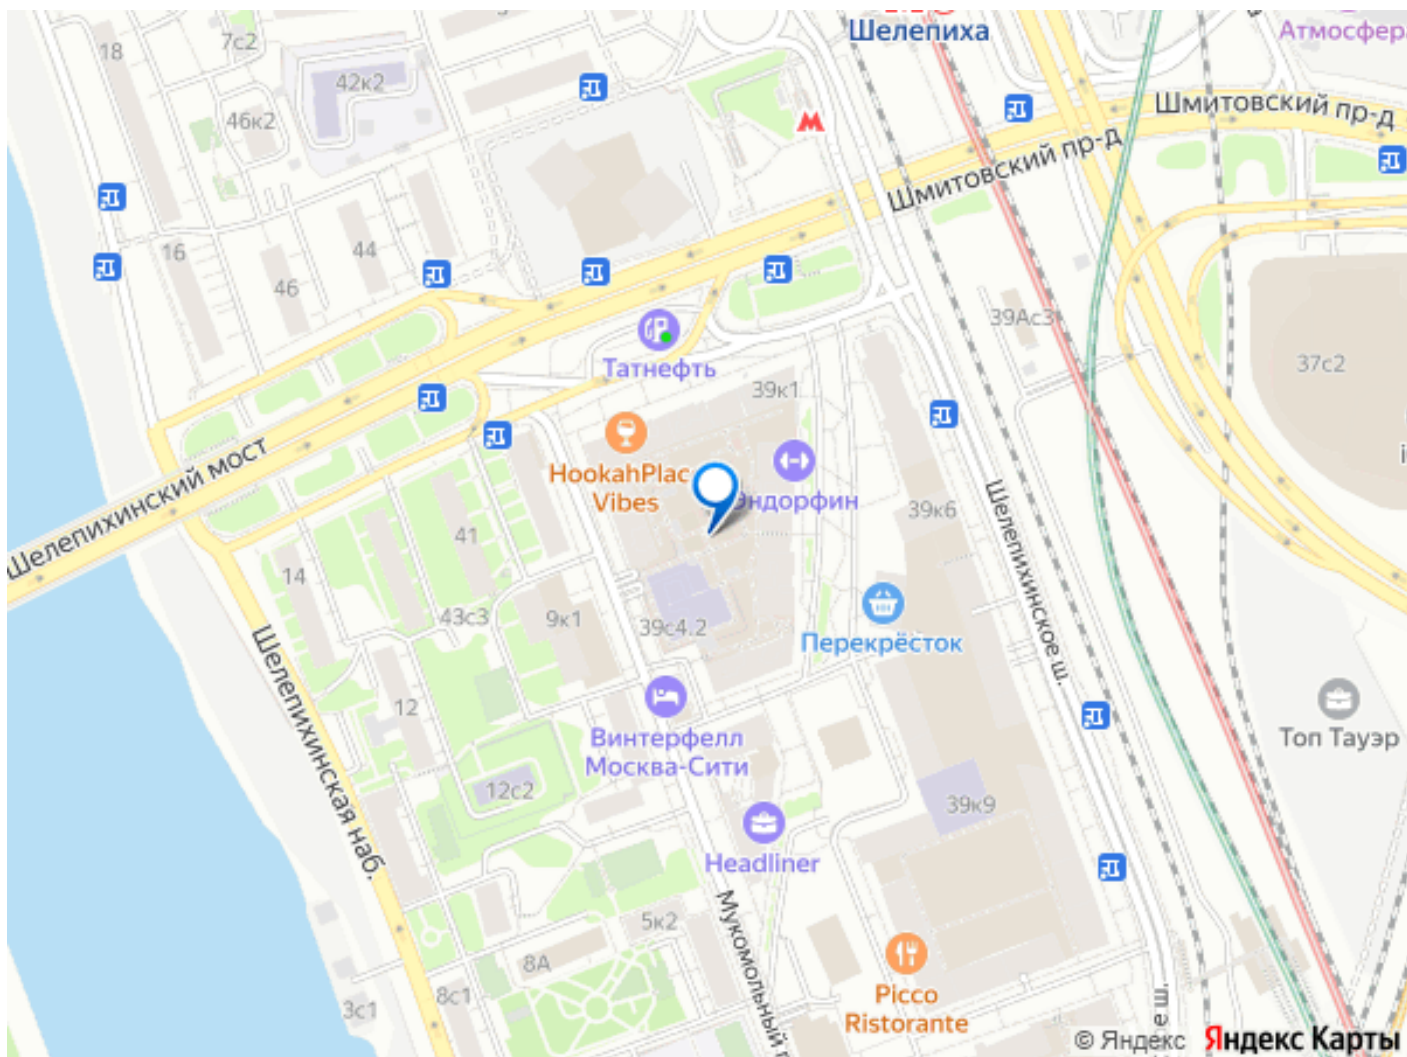 Шелепиха
Атмосфера
18
7с2
42к2
46к2
Шмитовский пр-д
Шмитовский пр-д
16
44
46
39Ас3
37с2
Татнефть
39к1
HookahPlac
Vibes
Эндорфин
Шелепихинский мост
41
39к6
Шелепихинское ш.
14
43с3
9к1
39с4.2
Перекрёсток
Шелепихинская наб.
12
Винтерфелл
Москва-Сити
Топ Тауэр
12с2
39к9
Headliner
Мукомольный п
5к2
8А
8с1
3с1
Picco
Ristorante
е ш.
© Яндекс Яндекс Карты